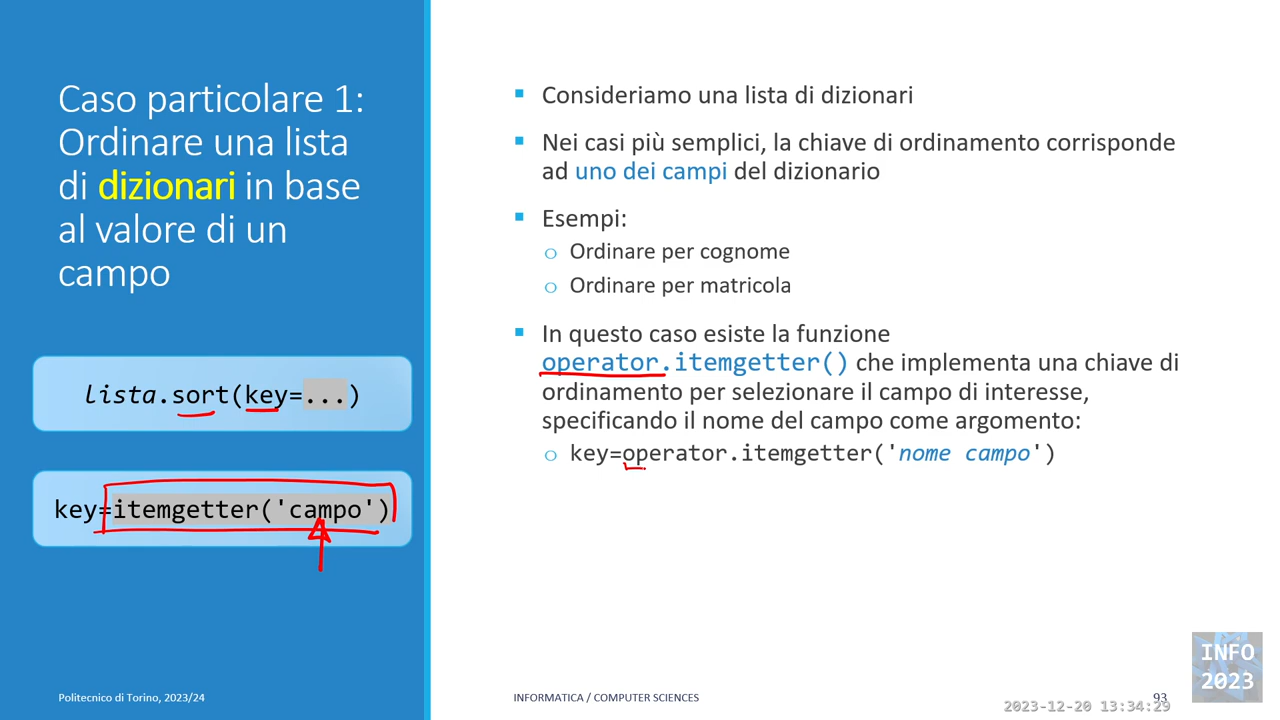 Caso particolare 1:
Ordinare una lista
di dizionari in base
al valore di un
campo
lista.sort(key=...)
key=itemgetter('campo')
Consideriamo una lista di dizionari
Nei casi più semplici, la chiave di ordinamento corrisponde
ad uno dei campi del dizionario
Esempi:
Ordinare per cognome
Ordinare per matricola
In questo caso esiste la funzione
operator.itemgetter() che implementa una chiave di
ordinamento per selezionare il campo di interesse,
specificando il nome del campo come argomento:
key=operator.itemgetter('nome campo')
Politecnico di Torino, 2023/24
INFORMATICA / COMPUTER SCIENCES
93
INFO
2023
2023-12-20 13:34:29